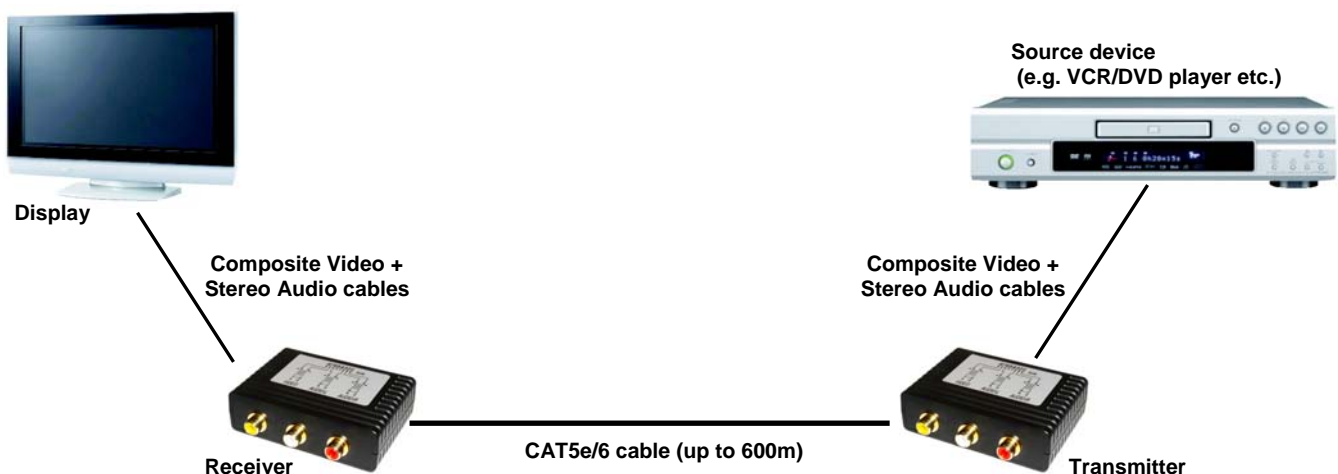 Source device
(e.g. VCR/DVD player etc.)
Display
Composite Video +
Stereo Audio cables
Composite Video +
Stereo Audio cables
CAT5e/6 cable (up to 600m)
Receiver
Transmitter